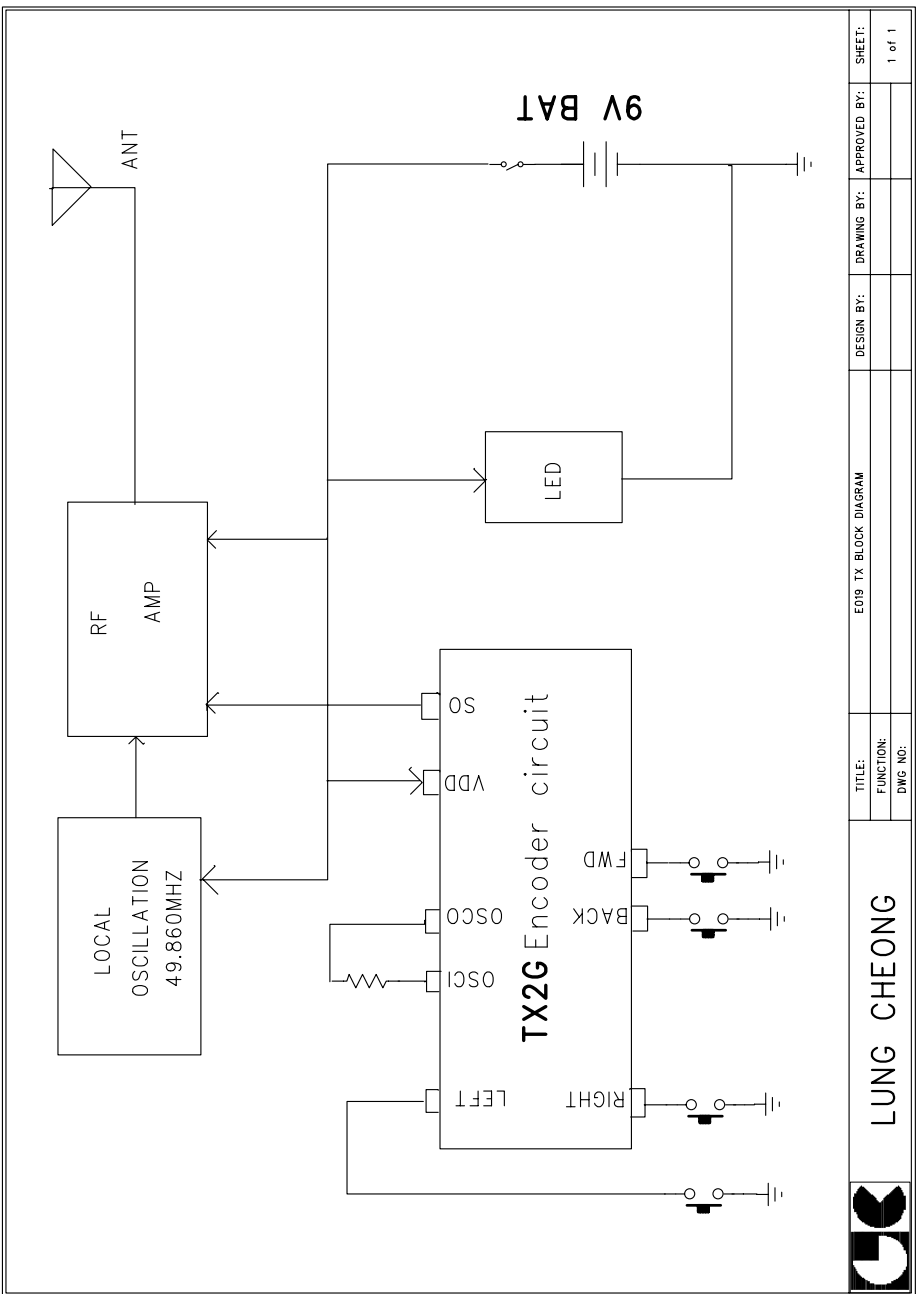 LOCAL
OSCILLATION
49.860MHZ
RF
AMP
ANT
LEFT
OSCI
OSCO
VDD
SO
TX2G Encoder circuit
RIGHT
BACK
FWD
LED
9V BAT
LUNG CHEONG
TITLE:
E019 TX BLOCK DIAGRAM
FUNCTION:
DWG NO:
DESIGN BY:
DRAWING BY:
APPROVED BY:
SHEET:
1 of 1